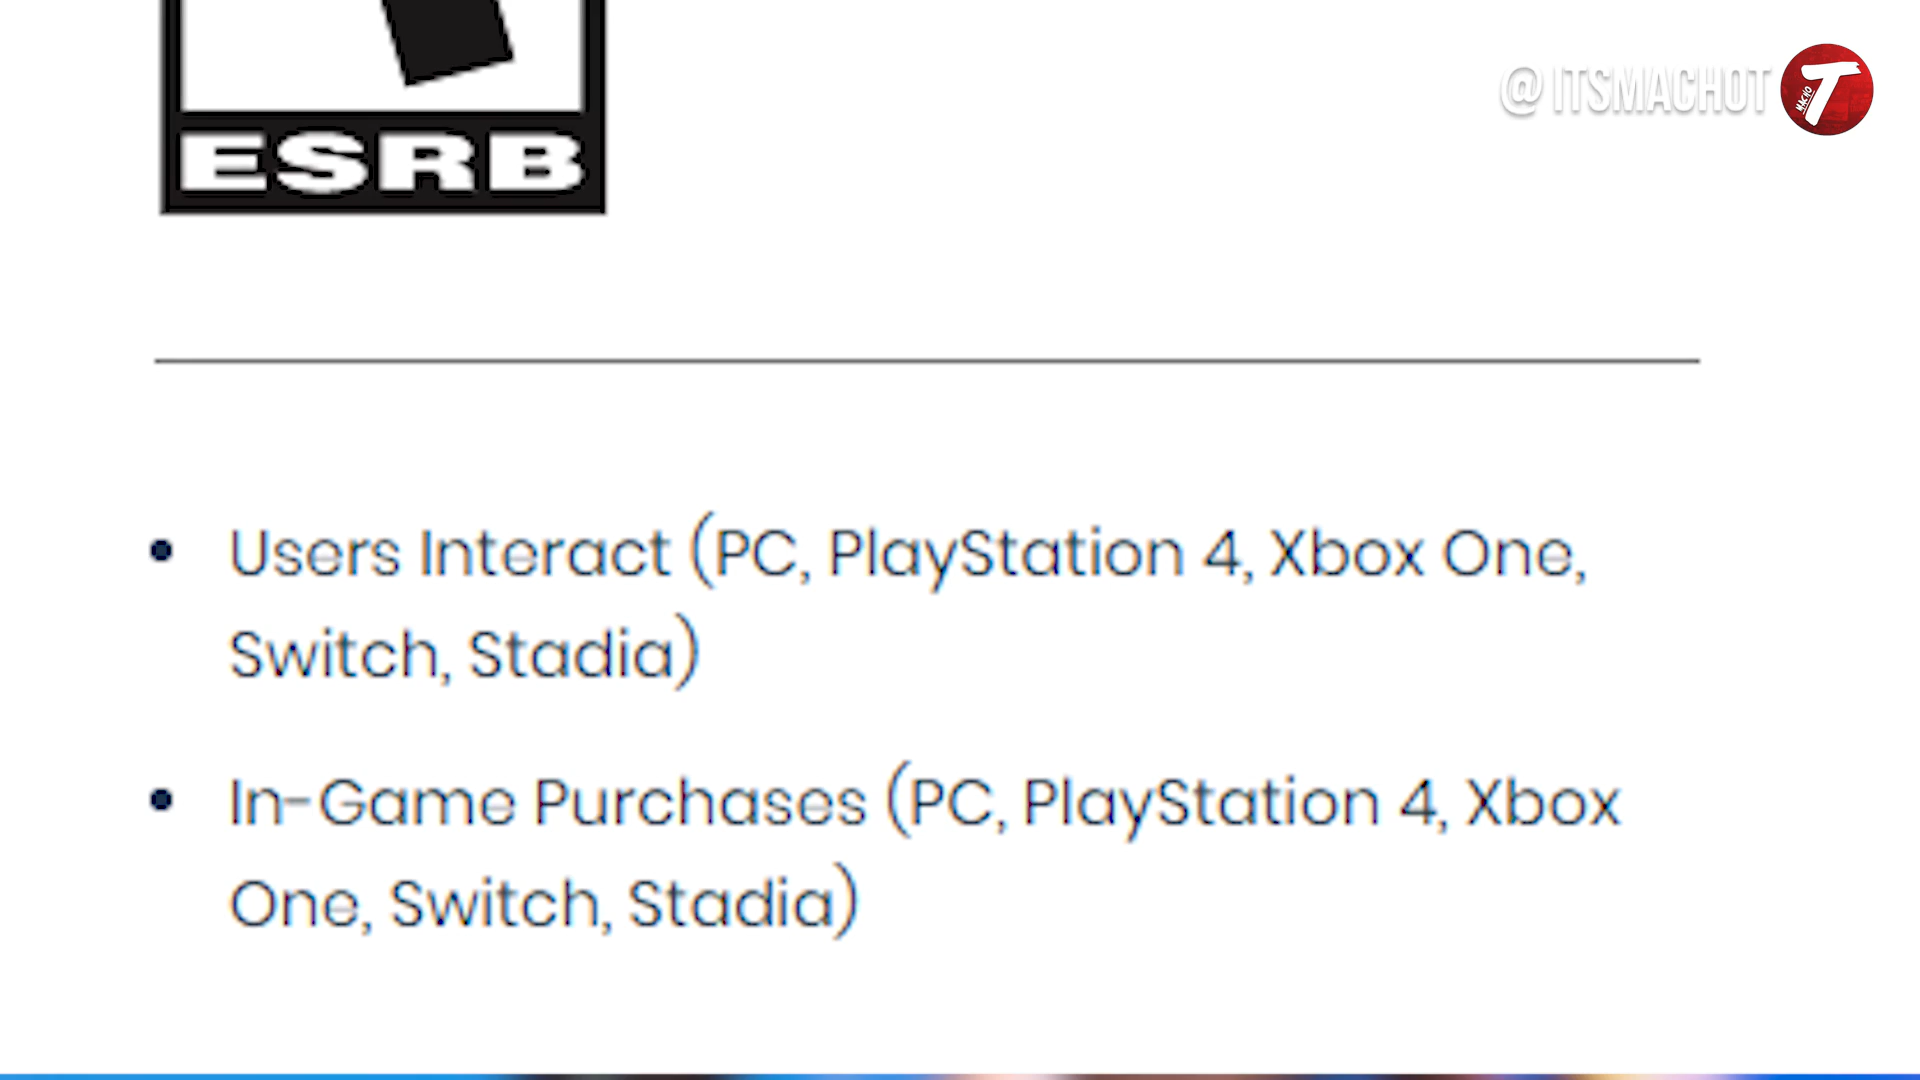 @ITSMACHOT
MACHO
T
ESRB
• Users Interact (PC, PlayStation 4, Xbox One,
Switch, Stadia)
• In-Game Purchases (PC, PlayStation 4, Xbox
One, Switch, Stadia)